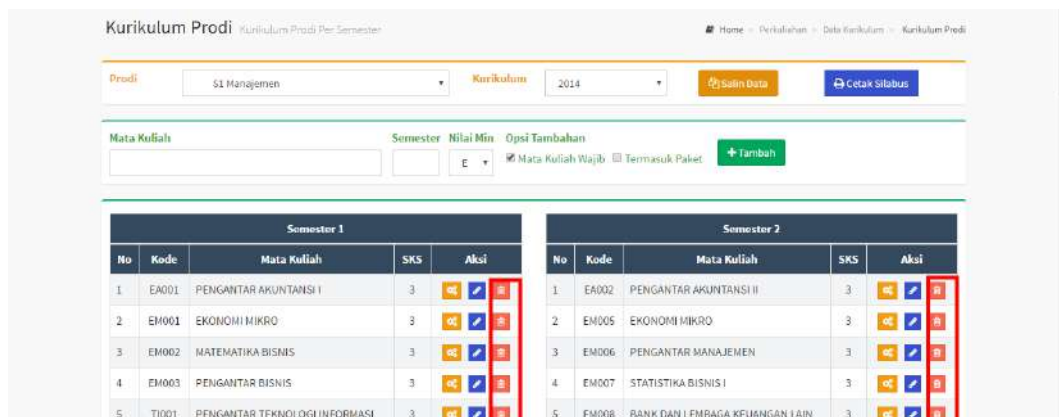 Kurikulum Prodi Kurikulum Prodi Per Semester
Home > Perkuliahan > Data Kurikulum > Kurikulum Prodi
Prodi S1 Manajemen Kurikulum 2014 Salin Data Cetak Silabus
Mata Kuliah Semester Nilai Min Opsi Tambahan
E Mata Kuliah Wajib Termasuk Paket Tambah
Semester 1
No Kode Mata Kuliah SKS Aksi
1 EA001 PENGANTAR AKUNTANSI I 3
2 EM001 EKONOMI MIKRO 3
3 EM002 MATEMATIKA BISNIS 3
4 EM003 PENGANTAR BISNIS 3
5 TI001 PENGANTAR TEKNOLOGI INFORMASI 3
Semester 2
No Kode Mata Kuliah SKS Aksi
1 EA002 PENGANTAR AKUNTANSI II 3
2 EM005 EKONOMI MIKRO 3
3 EM006 PENGANTAR MANAJEMEN 3
4 EM007 STATISTIKA BISNIS I 3
5 EM008 BANK DAN LEMBAGA KEUANGAN LAIN 3